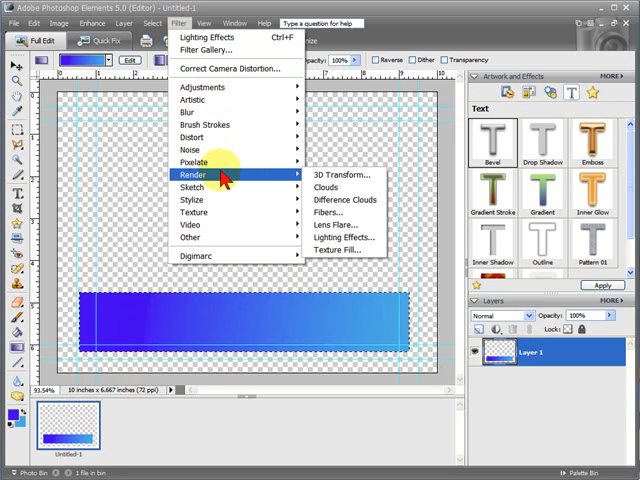 Adobe Photoshop Elements 5.0 (Editor) - Untitled-1
File Edit Image Enhance Layer Select Filter View Window Help Type a question for help
Full Edit Quick Fix
Edit 100% Reverse Dither Transparency
Lighting Effects Ctrl+F
Filter Gallery...
Correct Camera Distortion...
Adjustments
Artistic
Blur
Brush Strokes
Distort
Noise
Pixelate
Render
Sketch
Stylize
Texture
Video
Other
Digimarc
3D Transform...
Clouds
Difference Clouds
Fibers...
Lens Flare...
Lighting Effects...
Texture Fill...
Artwork and Effects MORE
Text
Bevel Drop Shadow Emboss
Gradient Stroke Gradient Inner Glow
Inner Shadow Outline Pattern 01
Apply
Layers MORE
Normal Opacity: 100%
Lock:
Layer 1
93.54% 10 inches x 6.667 inches (72 ppi)
Untitled-1
Photo Bin 1 file in bin Palette Bin